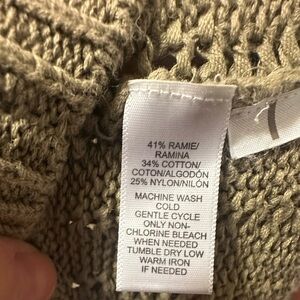 41% RAMIE/
RAMINA
34% COTTON/
COTON/ALGODÓN
25% NYLON/NILÓN
MACHINE WASH
COLD
GENTLE CYCLE
ONLY NON-
CHLORINE BLEACH
WHEN NEEDED
TUMBLE DRY LOW
WARM IRON
IF NEEDED